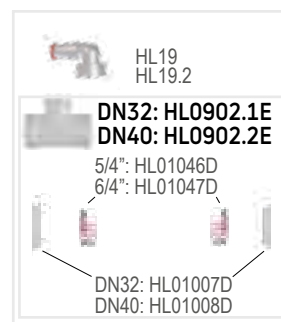 HL19
HL19.2
DN32: HL0902.1E
DN40: HL0902.2E
5/4”: HL01046D
6/4”: HL01047D
DN32: HL01007D
DN40: HL01008D